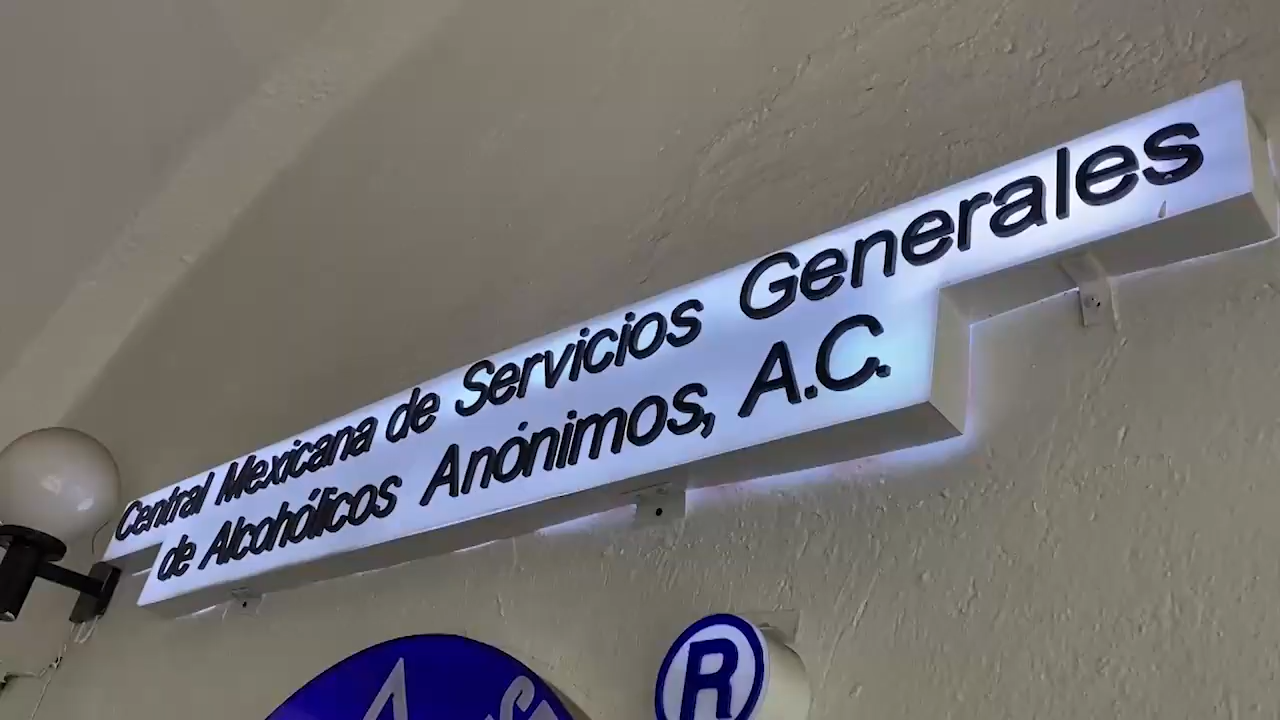 Central Mexicana de Servicios Generales
de Alcohólicos Anónimos, A.C.
®